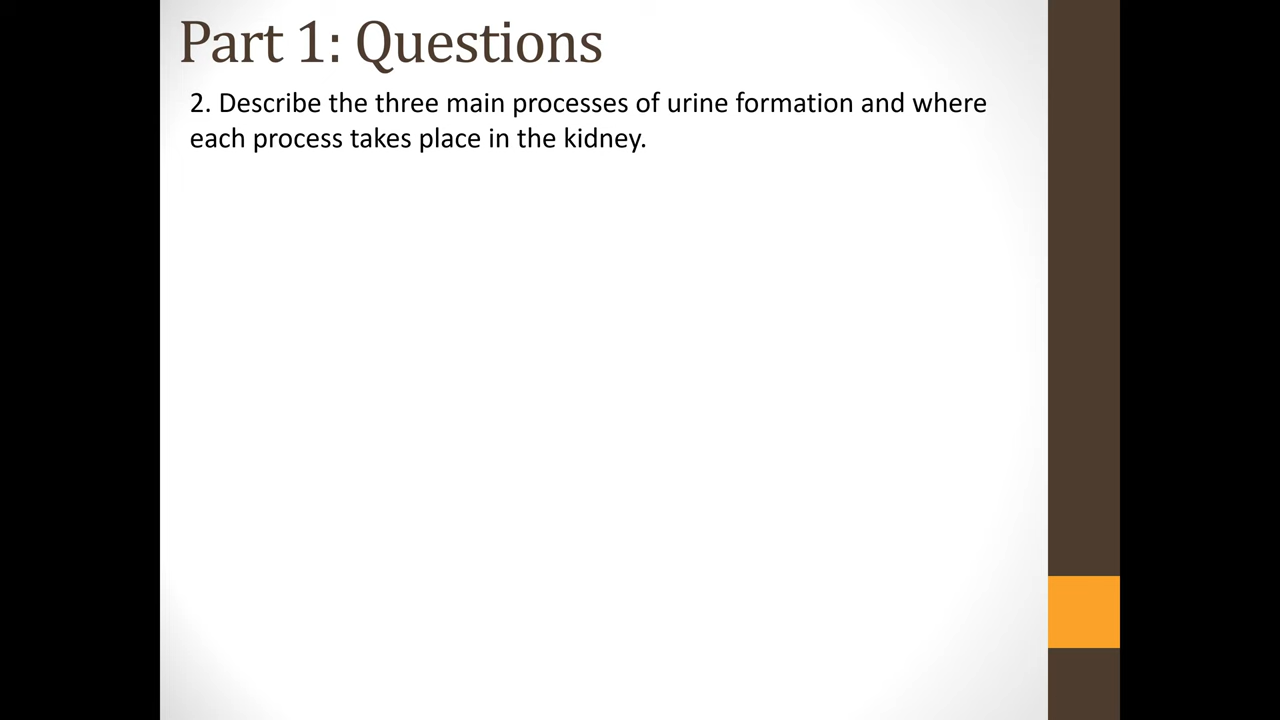 Part 1: Questions
2. Describe the three main processes of urine formation and where
each process takes place in the kidney.